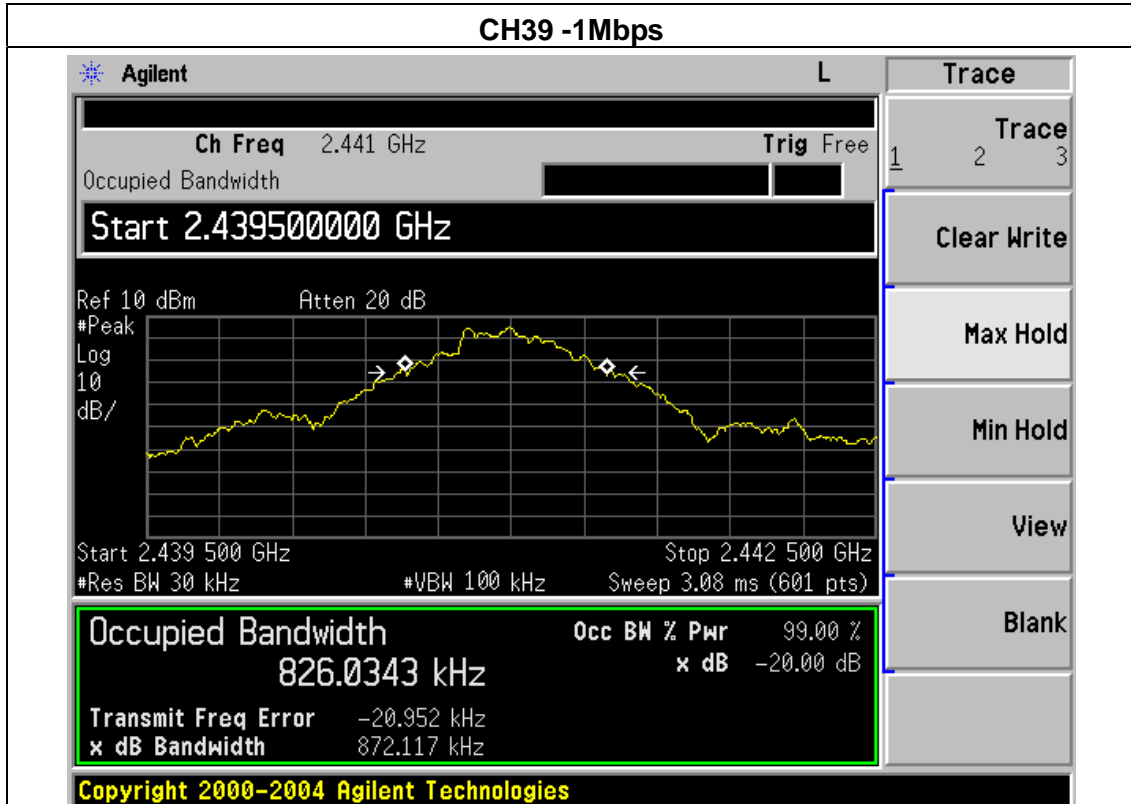 CH39 -1Mbps
Agilent L Trace
Ch Freq 2.441 GHz Trig Free
Occupied Bandwidth
Trace
1 2 3
Start 2.439500000 GHz
Clear Write
Ref 10 dBm Atten 20 dB
#Peak
Log
10
dB/
Max Hold
Min Hold
Start 2.439 500 GHz Stop 2.442 500 GHz
#Res BW 30 kHz #VBW 100 kHz Sweep 3.08 ms (601 pts)
View
Occupied Bandwidth
826.0343 kHz
Occ BW % Pwr 99.00 %
x dB -20.00 dB
Transmit Freq Error -20.952 kHz
x dB Bandwidth 872.117 kHz
Blank
Copyright 2000-2004 Agilent Technologies